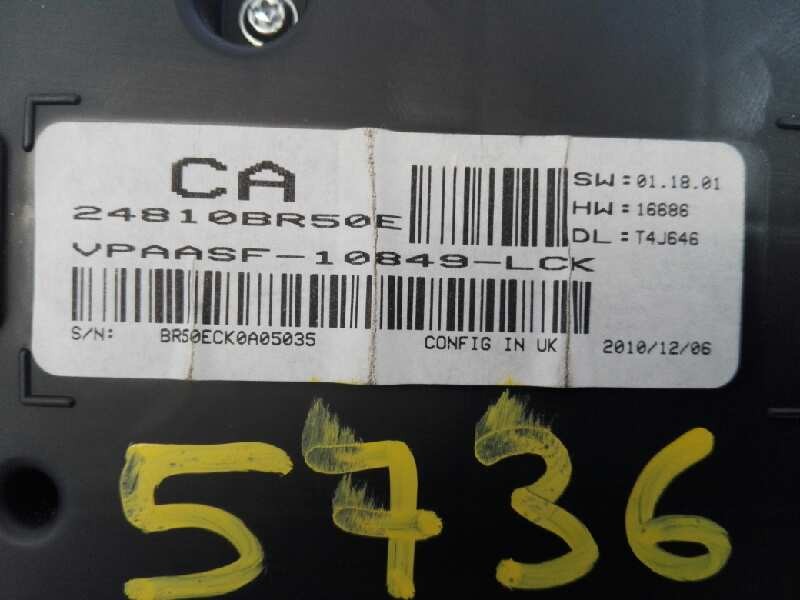 CA
24810BR50E
SW: 01.18.01
HW: 16686
DL: T4J646
VPAASF-10849-LCK
S/N: BR50ECK0A05035 CONFIG IN UK 2010/12/06
5736